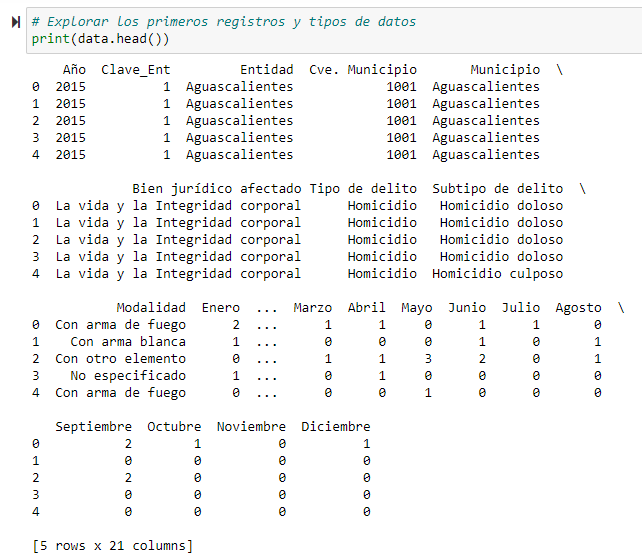 # Explorar los primeros registros y tipos de datos
print(data.head())
    Año  Clave_Ent         Entidad  Cve. Municipio       Municipio  \
0  2015          1  Aguascalientes            1001  Aguascalientes
1  2015          1  Aguascalientes            1001  Aguascalientes
2  2015          1  Aguascalientes            1001  Aguascalientes
3  2015          1  Aguascalientes            1001  Aguascalientes
4  2015          1  Aguascalientes            1001  Aguascalientes
             Bien jurídico afectado Tipo de delito  Subtipo de delito  \
0  La vida y la Integridad corporal      Homicidio   Homicidio doloso
1  La vida y la Integridad corporal      Homicidio   Homicidio doloso
2  La vida y la Integridad corporal      Homicidio   Homicidio doloso
3  La vida y la Integridad corporal      Homicidio   Homicidio doloso
4  La vida y la Integridad corporal      Homicidio  Homicidio culposo
           Modalidad  Enero  ...  Marzo  Abril  Mayo  Junio  Julio  Agosto  \
0  Con arma de fuego      2  ...      1      1     0      1      1       0
1    Con arma blanca      1  ...      0      0     0      1      0       1
2  Con otro elemento      0  ...      1      1     3      2      0       1
3    No especificado      1  ...      0      1     0      0      0       0
4  Con arma de fuego      0  ...      0      0     1      0      0       0
   Septiembre  Octubre  Noviembre  Diciembre
0           2        1          0          1
1           0        0          0          0
2           2        0          0          0
3           0        0          0          0
4           0        0          0          0
[5 rows x 21 columns]